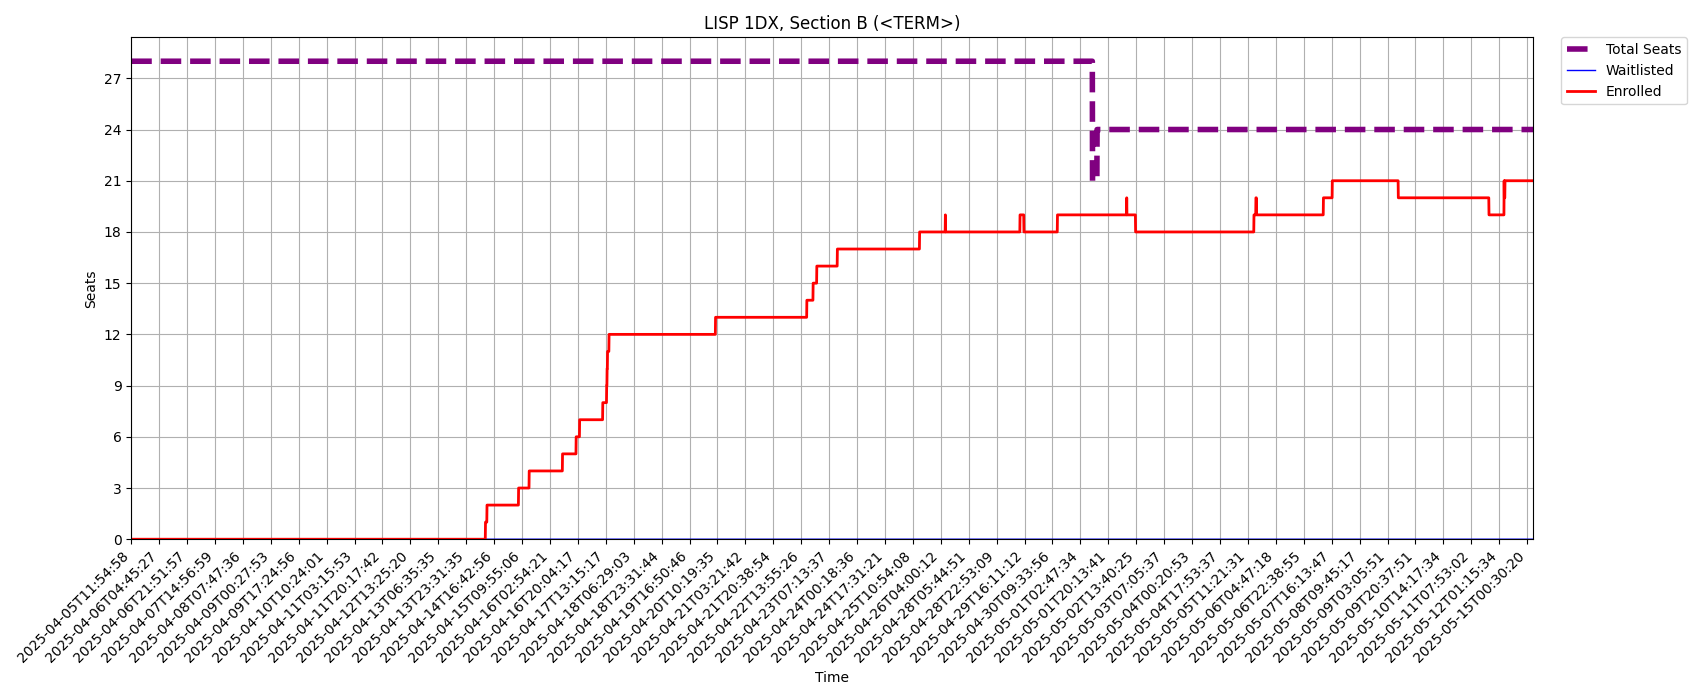 LISP 1DX, Section B (<TERM>)
Total Seats
Waitlisted
Enrolled
Seats
27
24
21
18
15
12
9
6
3
0
2025-04-05T11:54:58
2025-04-06T04:45:27
2025-04-06T21:51:57
2025-04-07T14:56:59
2025-04-08T07:47:36
2025-04-09T00:27:53
2025-04-09T17:24:56
2025-04-10T10:24:01
2025-04-11T03:15:53
2025-04-11T20:17:42
2025-04-12T13:25:20
2025-04-13T06:35:35
2025-04-13T23:31:35
2025-04-14T16:42:56
2025-04-15T09:55:06
2025-04-16T02:54:21
2025-04-16T20:04:17
2025-04-17T13:15:17
2025-04-18T06:29:03
2025-04-18T23:31:44
2025-04-19T16:50:46
2025-04-20T10:19:35
2025-04-21T03:21:42
2025-04-21T20:38:54
2025-04-22T13:55:26
2025-04-23T07:13:37
2025-04-24T00:18:36
2025-04-24T17:31:21
2025-04-25T10:54:08
2025-04-26T04:00:12
2025-04-28T05:44:51
2025-04-28T22:53:09
2025-04-29T16:11:12
2025-04-30T09:33:56
2025-05-01T02:47:34
2025-05-01T20:13:41
2025-05-02T13:40:25
2025-05-03T07:05:37
2025-05-04T00:20:53
2025-05-04T17:53:37
2025-05-05T11:21:31
2025-05-06T04:47:18
2025-05-06T22:38:55
2025-05-07T16:13:47
2025-05-08T09:45:17
2025-05-09T03:05:51
2025-05-09T20:37:51
2025-05-10T14:17:34
2025-05-11T07:53:02
2025-05-12T01:15:34
2025-05-15T00:30:20
Time